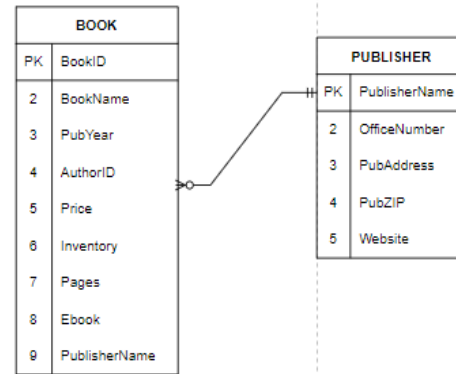 BOOK
PK BookID
2 BookName
3 PubYear
4 AuthorID
5 Price
6 Inventory
7 Pages
8 Ebook
9 PublisherName
PUBLISHER
PK PublisherName
2 OfficeNumber
3 PubAddress
4 PubZIP
5 Website